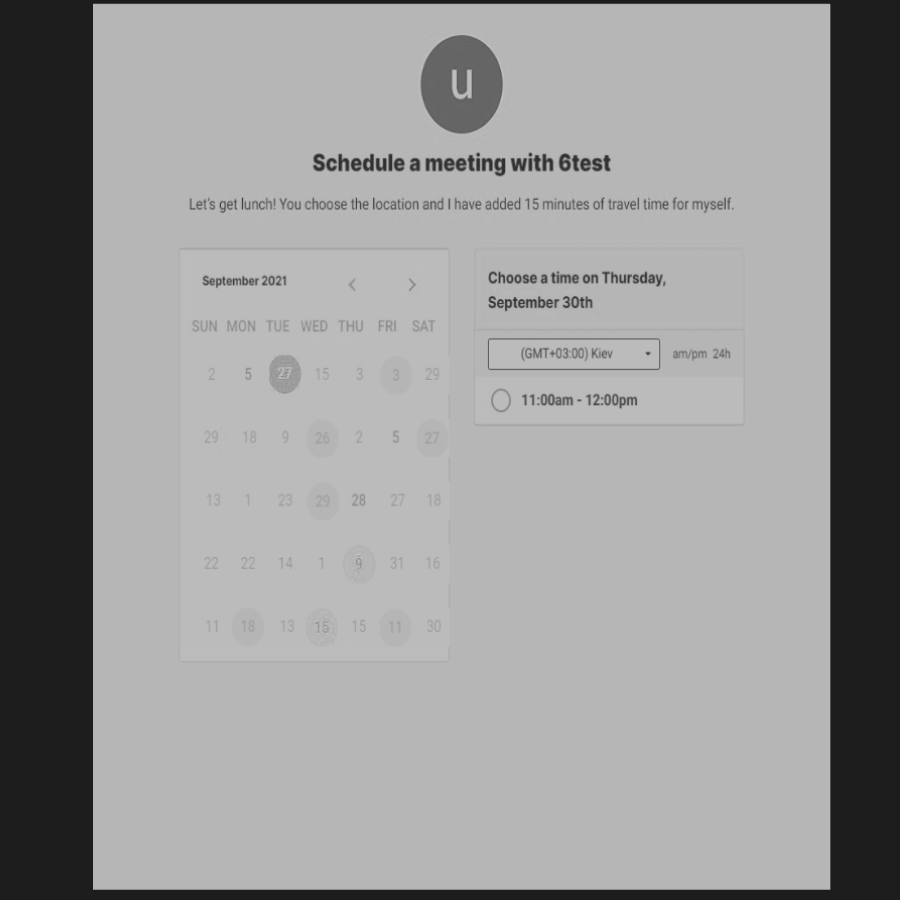 u
Schedule a meeting with 6test
Let's get lunch! You choose the location and I have added 15 minutes of travel time for myself.
September 2021
SUN MON TUE WED THU FRI SAT
2 5 27 15 3 3 29
29 18 9 26 2 5 27
13 1 23 29 28 27 18
22 22 14 1 9 31 16
11 18 13 15 15 11 30
Choose a time on Thursday,
September 30th
(GMT+03:00) Kiev am/pm 24h
11:00am - 12:00pm